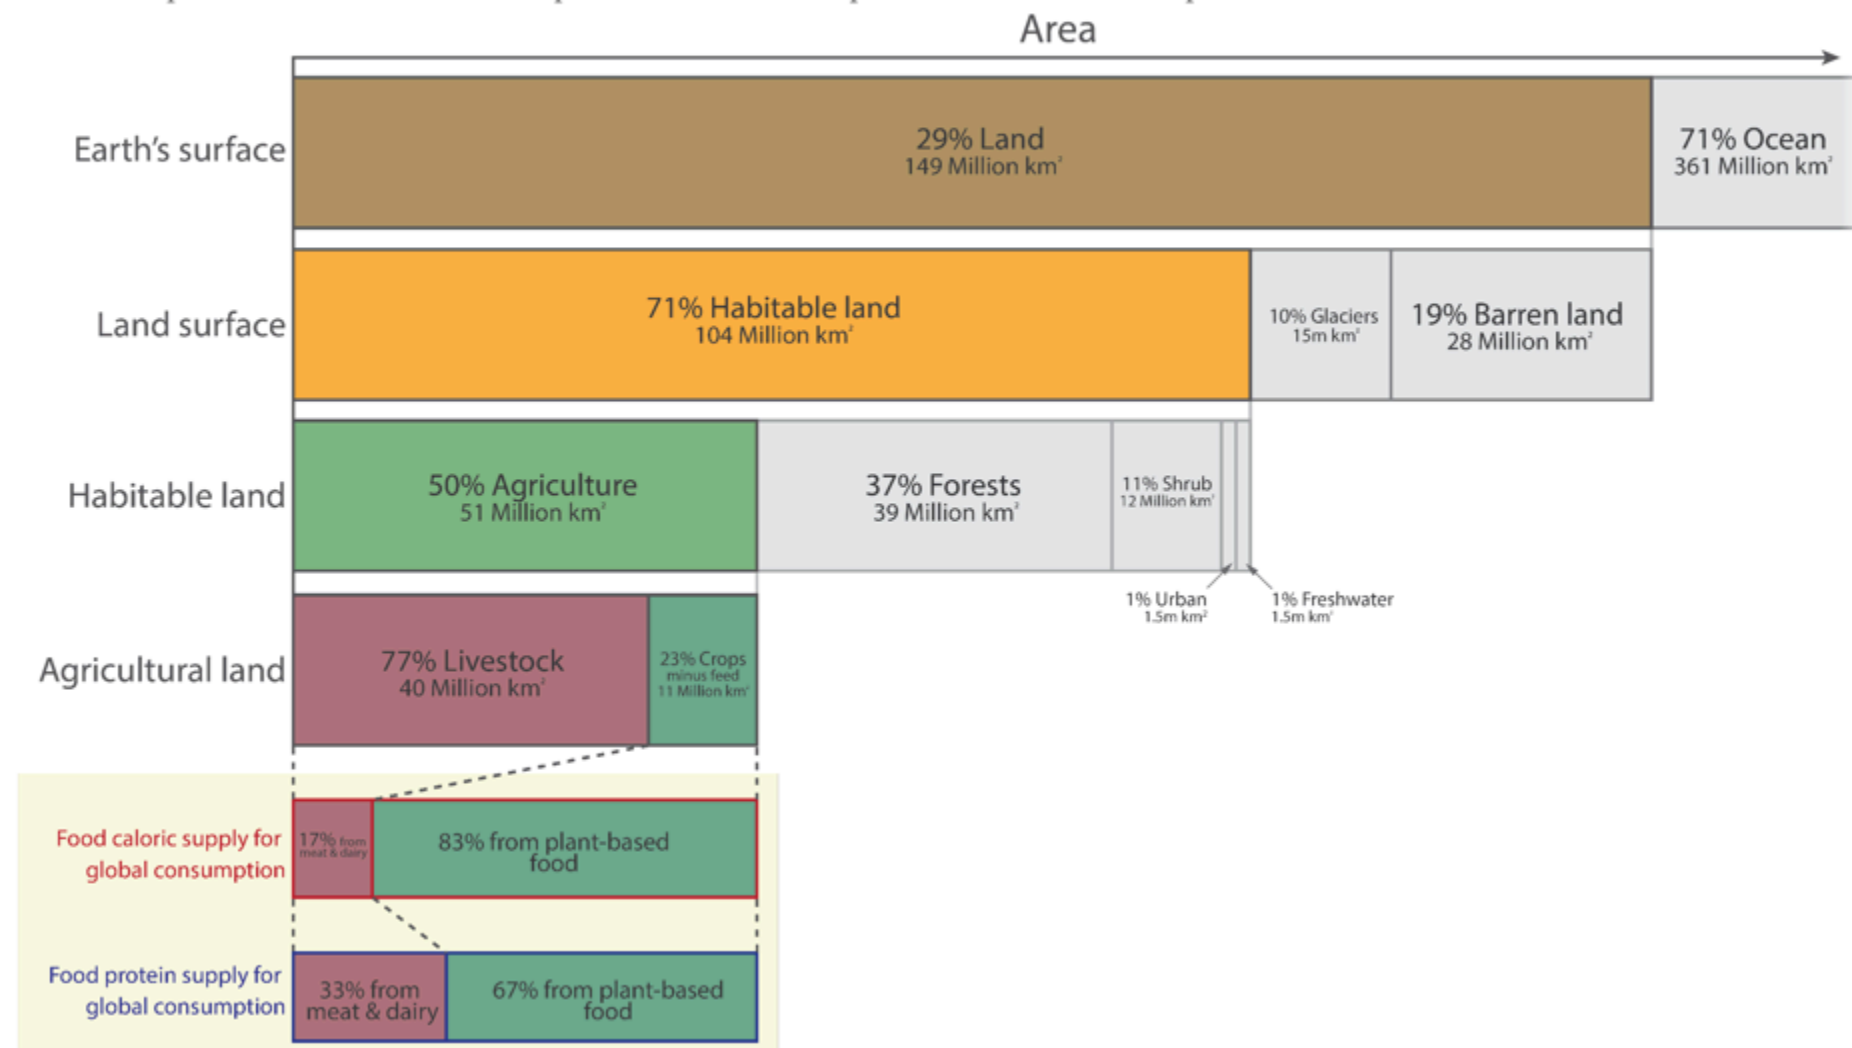 Area
Earth's surface
29% Land
149 Million km²
71% Ocean
361 Million km²
Land surface
71% Habitable land
104 Million km²
10% Glaciers
15m km²
19% Barren land
28 Million km²
Habitable land
50% Agriculture
51 Million km²
37% Forests
39 Million km²
11% Shrub
12 Million km²
1% Urban
1.5m km²
1% Freshwater
1.5m km²
Agricultural land
77% Livestock
40 Million km²
23% Crops
minus feed
11 Million km²
Food caloric supply for
global consumption
17% from
meat & dairy
83% from plant-based
food
Food protein supply for
global consumption
33% from
meat & dairy
67% from plant-based
food